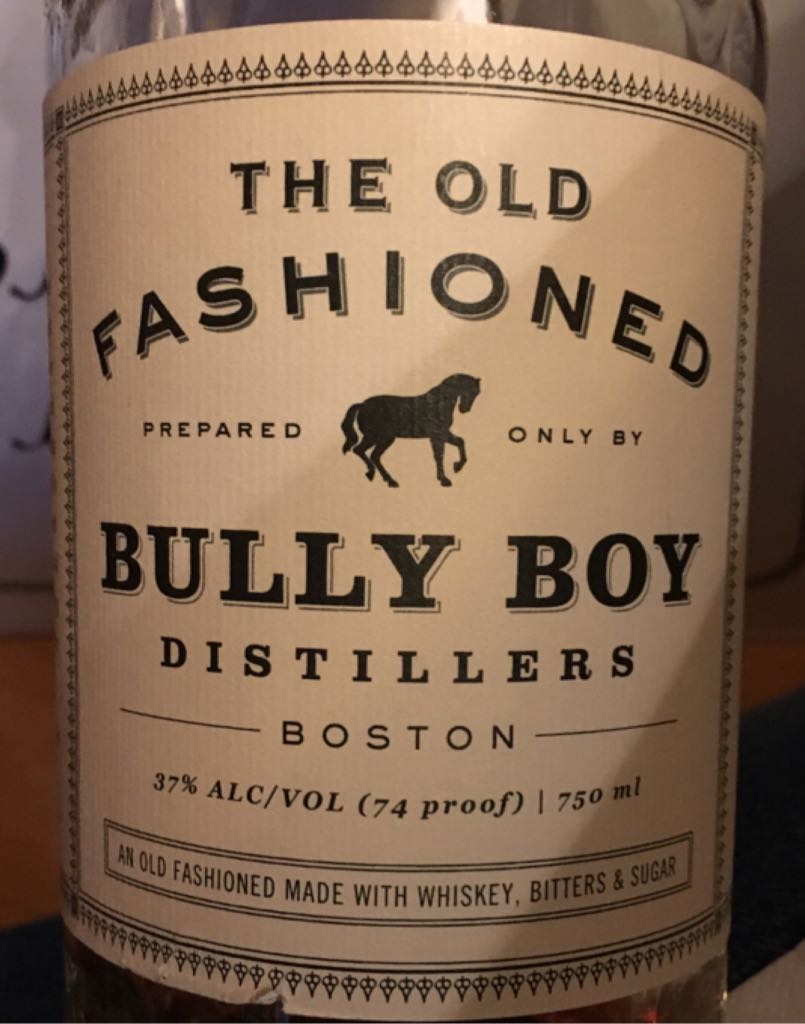 THE OLD
FASHIONED
PREPARED ONLY BY
BULLY BOY
DISTILLERS
BOSTON
37% ALC/VOL (74 proof) | 750 ml
AN OLD FASHIONED MADE WITH WHISKEY, BITTERS & SUGAR